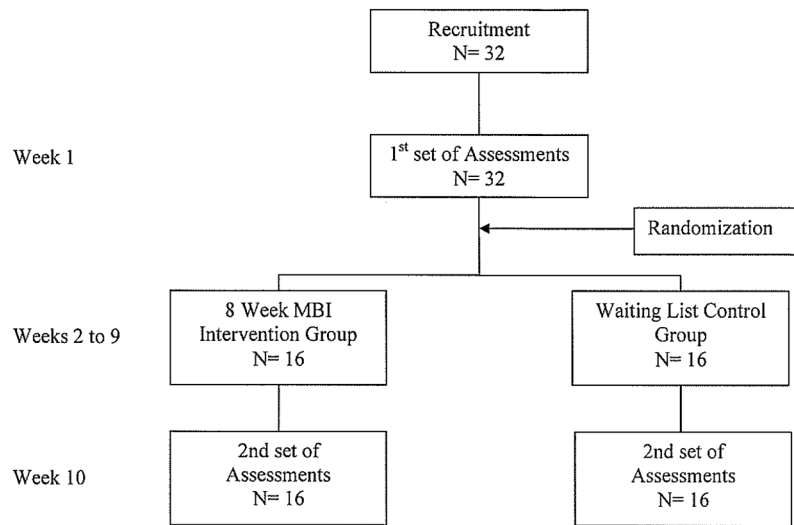 Recruitment
N= 32
Week 1
1st set of Assessments
N= 32
Randomization
Weeks 2 to 9
8 Week MBI
Intervention Group
N= 16
Waiting List Control
Group
N= 16
Week 10
2nd set of
Assessments
N= 16
2nd set of
Assessments
N= 16